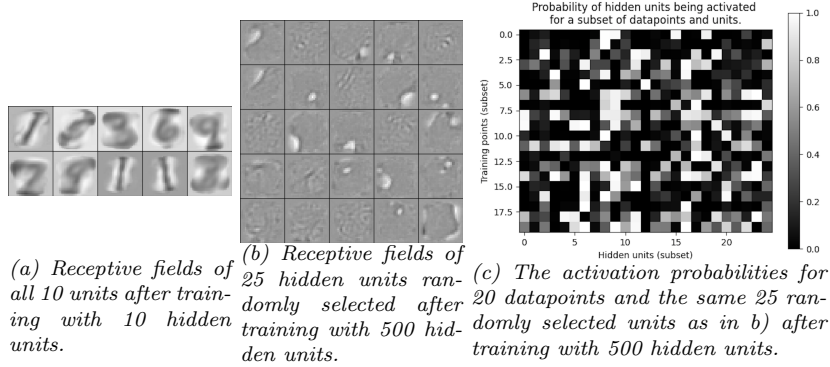 Probability of hidden units being activated
for a subset of datapoints and units.
0.0
2.5
5.0
7.5
10.0
12.5
15.0
17.5
Training points (subset)
0
5
10
15
20
Hidden units (subset)
1.0
0.8
0.6
0.4
0.2
0.0
(a) Receptive fields of
all 10 units after train-
ing with 10 hidden
units.
(b) Receptive fields of
25 hidden units ran-
domly selected after
training with 500 hid-
den units.
(c) The activation probabilities for
20 datapoints and the same 25 ran-
domly selected units as in b) after
training with 500 hidden units.